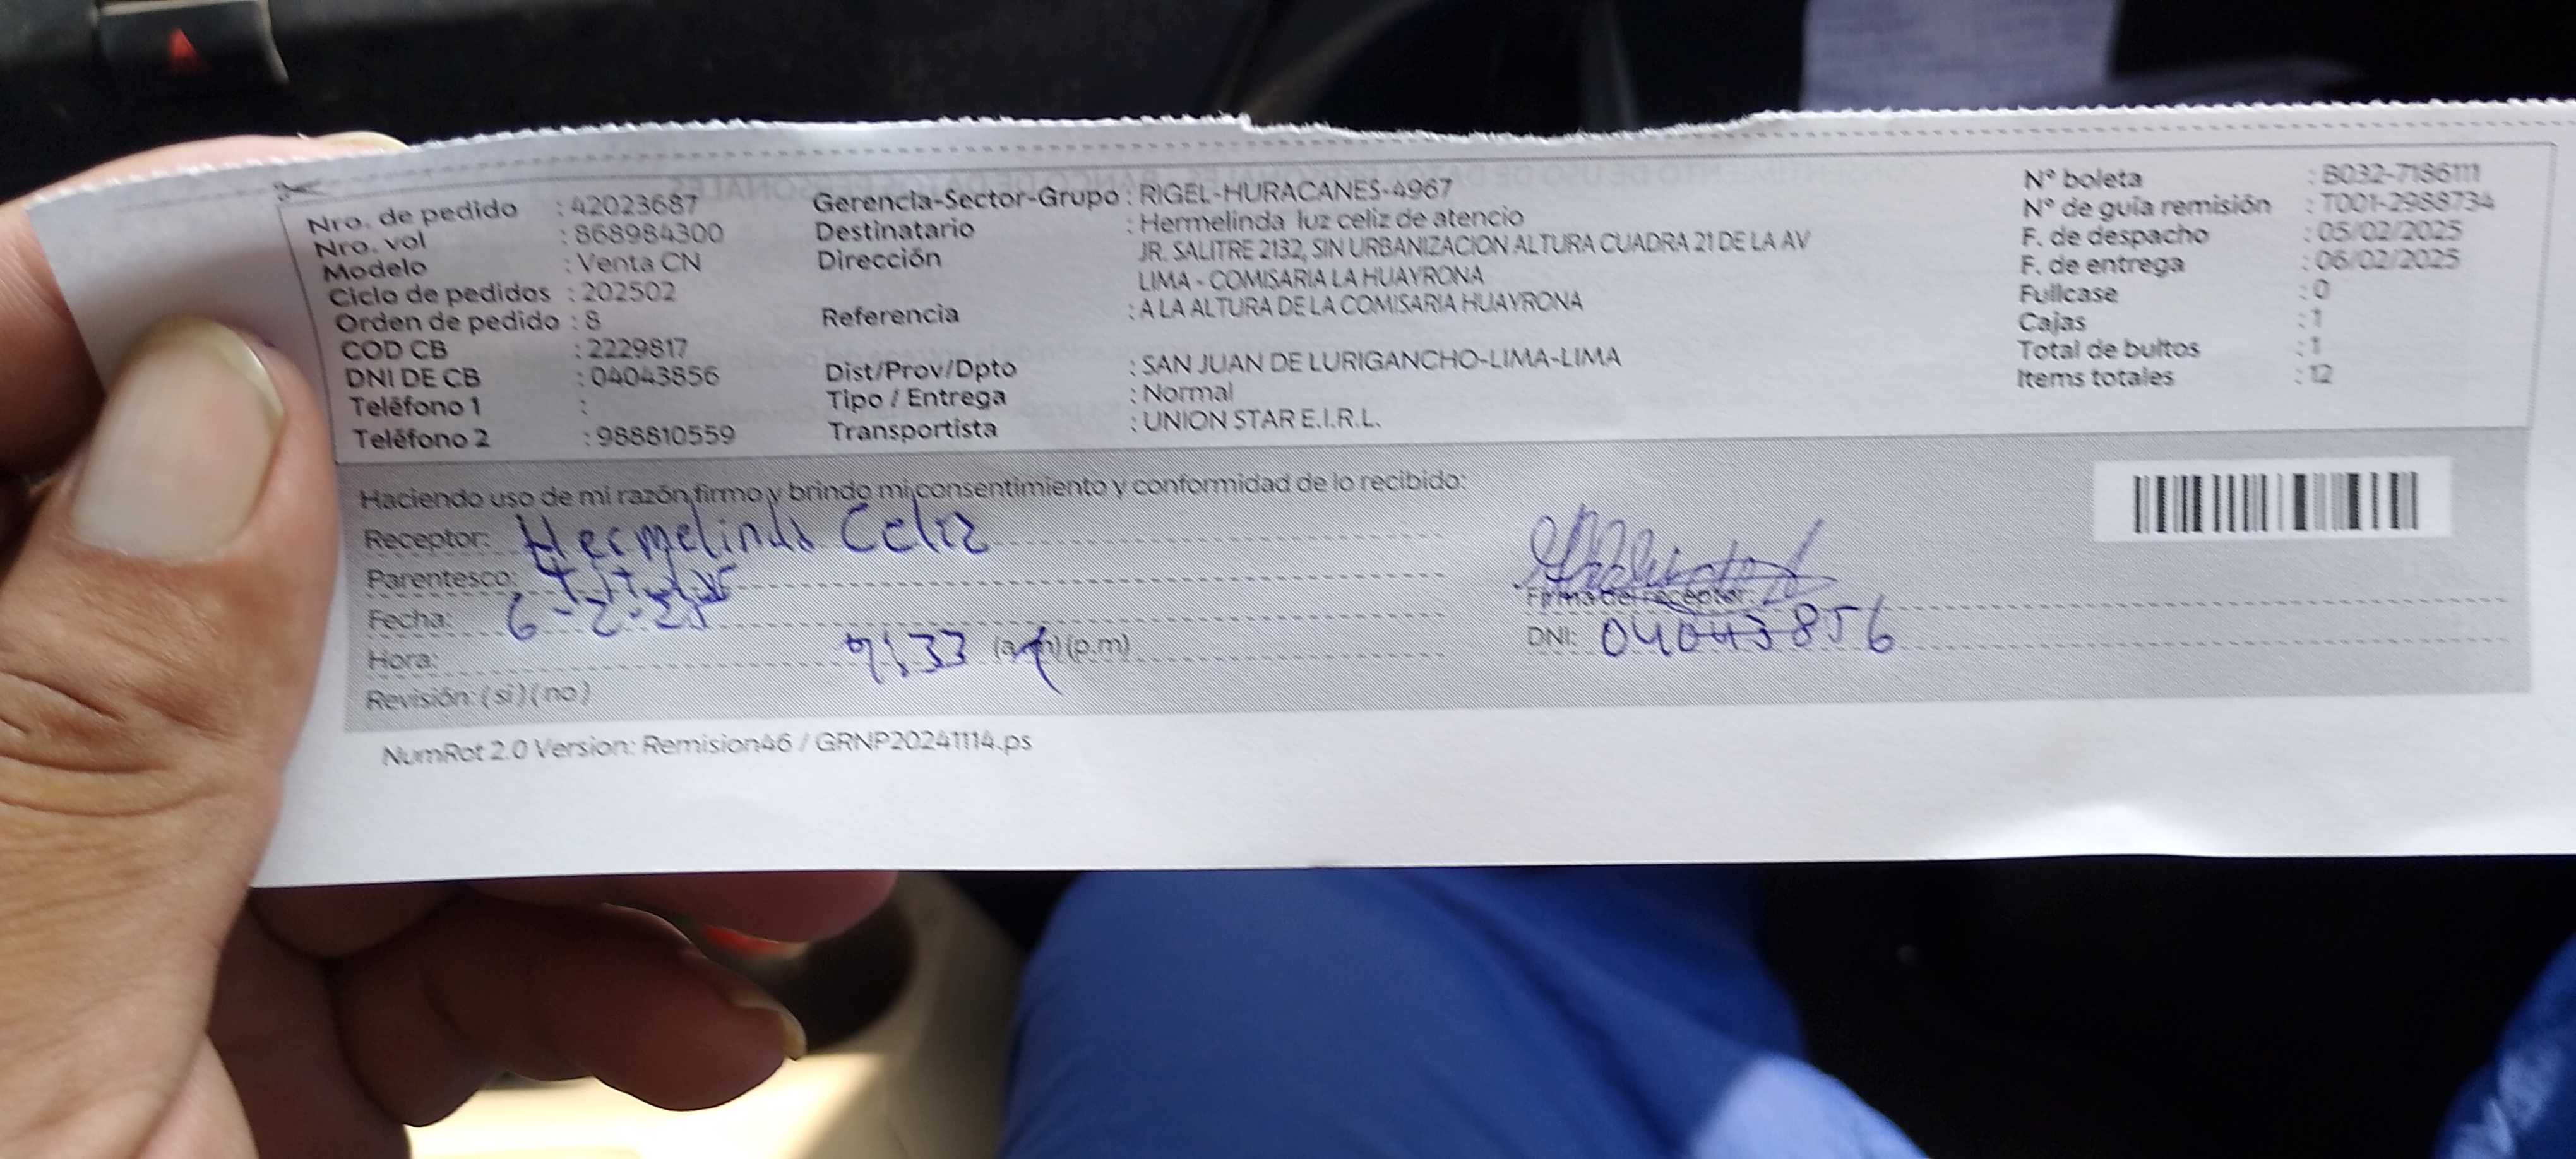 Nro. de pedido : 42023687
Nro. vol : 868984300
Modelo : Venta CN
Ciclo de pedidos : 202502
Orden de pedido : 8
COD CB : 2229817
DNI DE CB : 04043856
Teléfono 1 :
Teléfono 2 : 988810559
Gerencia-Sector-Grupo : RIGEL-HURACANES-4967
Destinatario : Hermelinda luz celiz de atencio
Dirección JR. SALITRE 2132, SIN URBANIZACION ALTURA CUADRA 21 DE LA AV
LIMA - COMISARIA LA HUAYRONA
Referencia : A LA ALTURA DE LA COMISARIA HUAYRONA
Dist/Prov/Dpto : SAN JUAN DE LURIGANCHO-LIMA-LIMA
Tipo / Entrega : Normal
Transportista : UNION STAR E.I.R.L.
N° boleta : B032-7186111
N° de guía remisión : T001-2988734
F. de despacho : 05/02/2025
F. de entrega : 06/02/2025
Fullcase : 0
Cajas : 1
Total de bultos : 1
Items totales : 12
Haciendo uso de mi razón firmo y brindo mi consentimiento y conformidad de lo recibido:
Receptor: Hermelinda Celiz
Parentesco:
Fecha: 6-2-25
Hora: 9:33 (a.m)(p.m)
Revisión: (si)(no)
Firma del receptor:
DNI: 04043856
NumRot 2.0 Version: Remision46 / GRNP20241114.ps